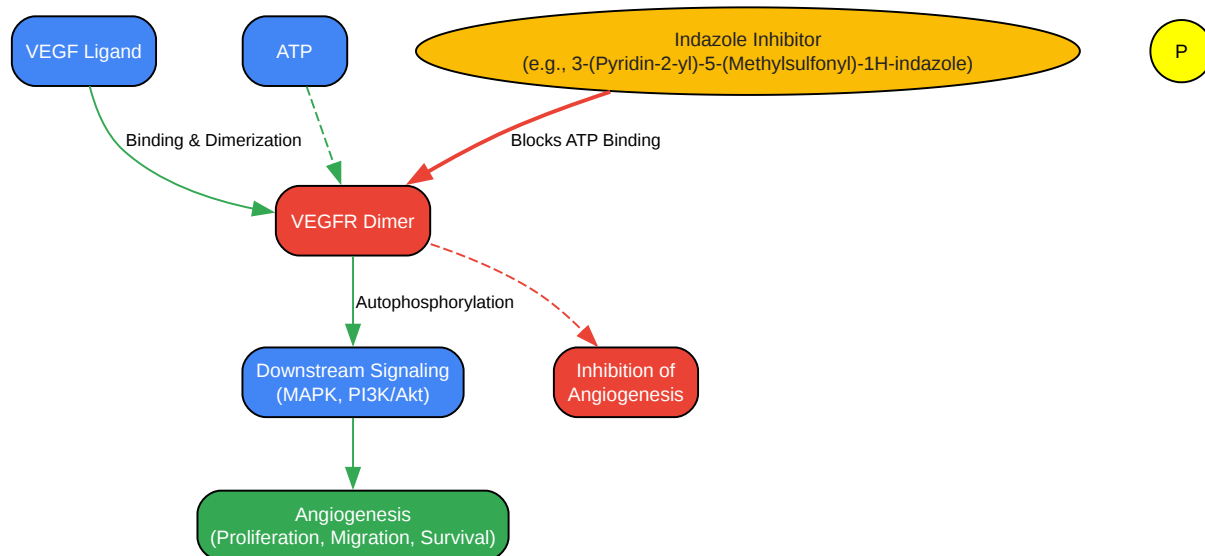 VEGF Ligand
ATP
Indazole Inhibitor
(e.g., 3-(Pyridin-2-yl)-5-(Methylsulfonyl)-1H-indazole)
P
Binding & Dimerization
Blocks ATP Binding
VEGFR Dimer
Autophosphorylation
Downstream Signaling
(MAPK, PI3K/Akt)
Inhibition of
Angiogenesis
Angiogenesis
(Proliferation, Migration, Survival)